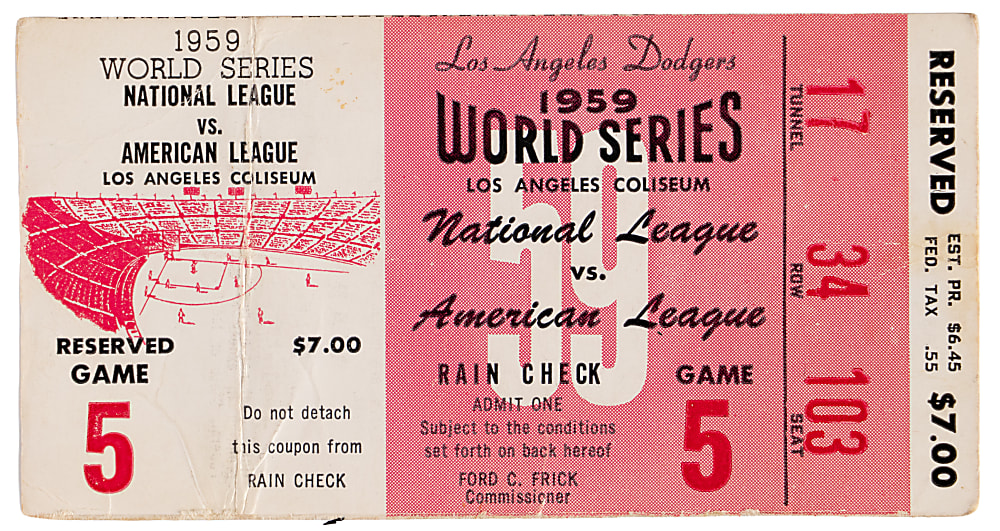 1959
WORLD SERIES
NATIONAL LEAGUE
VS.
AMERICAN LEAGUE
LOS ANGELES COLISEUM
RESERVED $7.00
GAME
5
Do not detach
this coupon from
RAIN CHECK
Los Angeles Dodgers
1959
WORLD SERIES
LOS ANGELES COLISEUM
59
National League
vs.
American League
RAIN CHECK
ADMIT ONE
Subject to the conditions
set forth on back hereof
FORD C. FRICK
Commissioner
GAME
5
TUNNEL 17
ROW 34
SEAT 103
RESERVED
EST. PR. $6.45
FED. TAX .55
$7.00